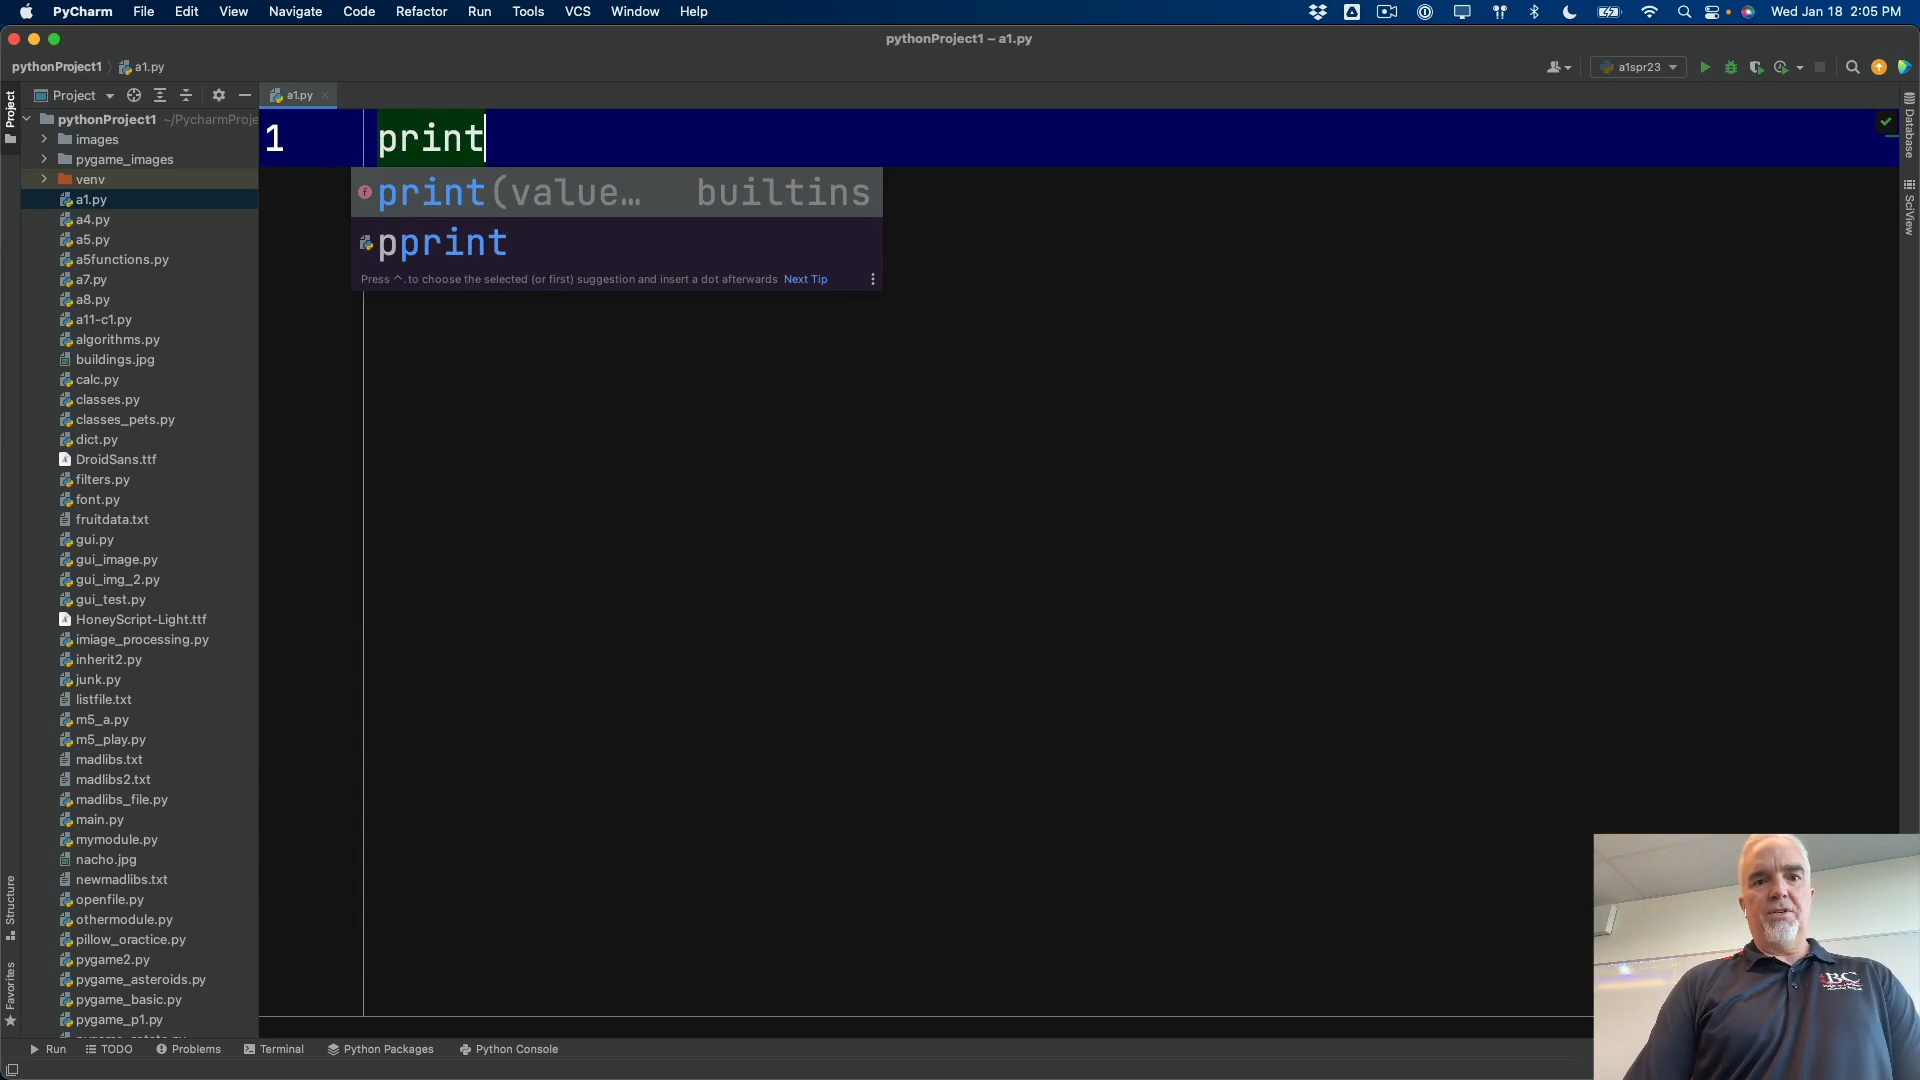 PyCharm File Edit View Navigate Code Refactor Run Tools VCS Window Help Wed Jan 18 2:05 PM
pythonProject1 – a1.py
pythonProject1 a1.py a1spr23
Project
Project a1.py
pythonProject1 ~/PycharmProje
images
pygame_images
venv
a1.py
a4.py
a5.py
a5functions.py
a7.py
a8.py
a11-c1.py
algorithms.py
buildings.jpg
calc.py
classes.py
classes_pets.py
dict.py
DroidSans.ttf
filters.py
font.py
fruitdata.txt
gui.py
gui_image.py
gui_img_2.py
gui_test.py
HoneyScript-Light.ttf
imiage_processing.py
inherit2.py
junk.py
listfile.txt
m5_a.py
m5_play.py
madlibs.txt
madlibs2.txt
madlibs_file.py
main.py
mymodule.py
nacho.jpg
newmadlibs.txt
openfile.py
othermodule.py
pillow_oractice.py
pygame2.py
pygame_asteroids.py
pygame_basic.py
pygame_p1.py
1 print
print(value… builtins
pprint
Press ^. to choose the selected (or first) suggestion and insert a dot afterwards Next Tip
Database
SciView
Structure
Favorites
BC
Run TODO Problems Terminal Python Packages Python Console